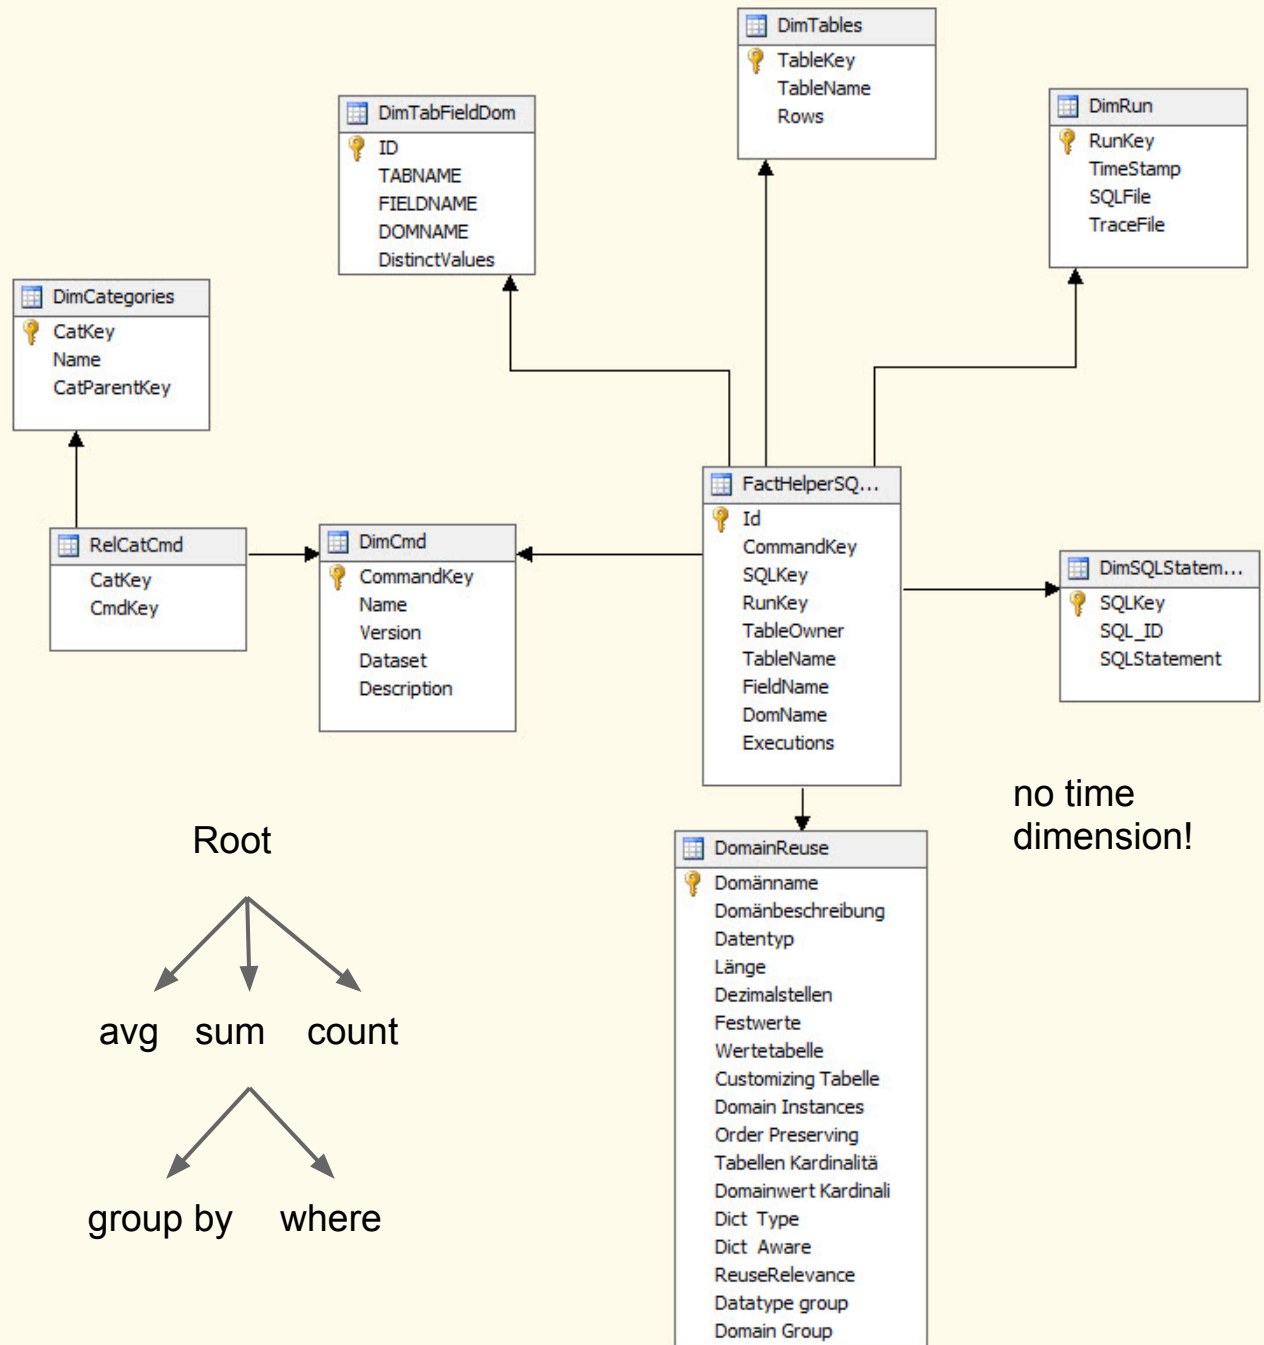 DimTables
TableKey
TableName
Rows
DimTabFieldDom
ID
TABNAME
FIELDNAME
DOMNAME
DistinctValues
DimRun
RunKey
TimeStamp
SQLFile
TraceFile
DimCategories
CatKey
Name
CatParentKey
RelCatCmd
CatKey
CmdKey
DimCmd
CommandKey
Name
Version
Dataset
Description
FactHelperSQ...
Id
CommandKey
SQLKey
RunKey
TableOwner
TableName
FieldName
DomName
Executions
DimSQLStatem...
SQLKey
SQL_ID
SQLStatement
no time
dimension!
Root
avg sum count
group by where
DomainReuse
Domänname
Domänbeschreibung
Datentyp
Länge
Dezimalstellen
Festwerte
Wertetabelle
Customizing Tabelle
Domain Instances
Order Preserving
Tabellen Kardinalitä
Domainwert Kardinali
Dict Type
Dict Aware
ReuseRelevance
Datatype group
Domain Group